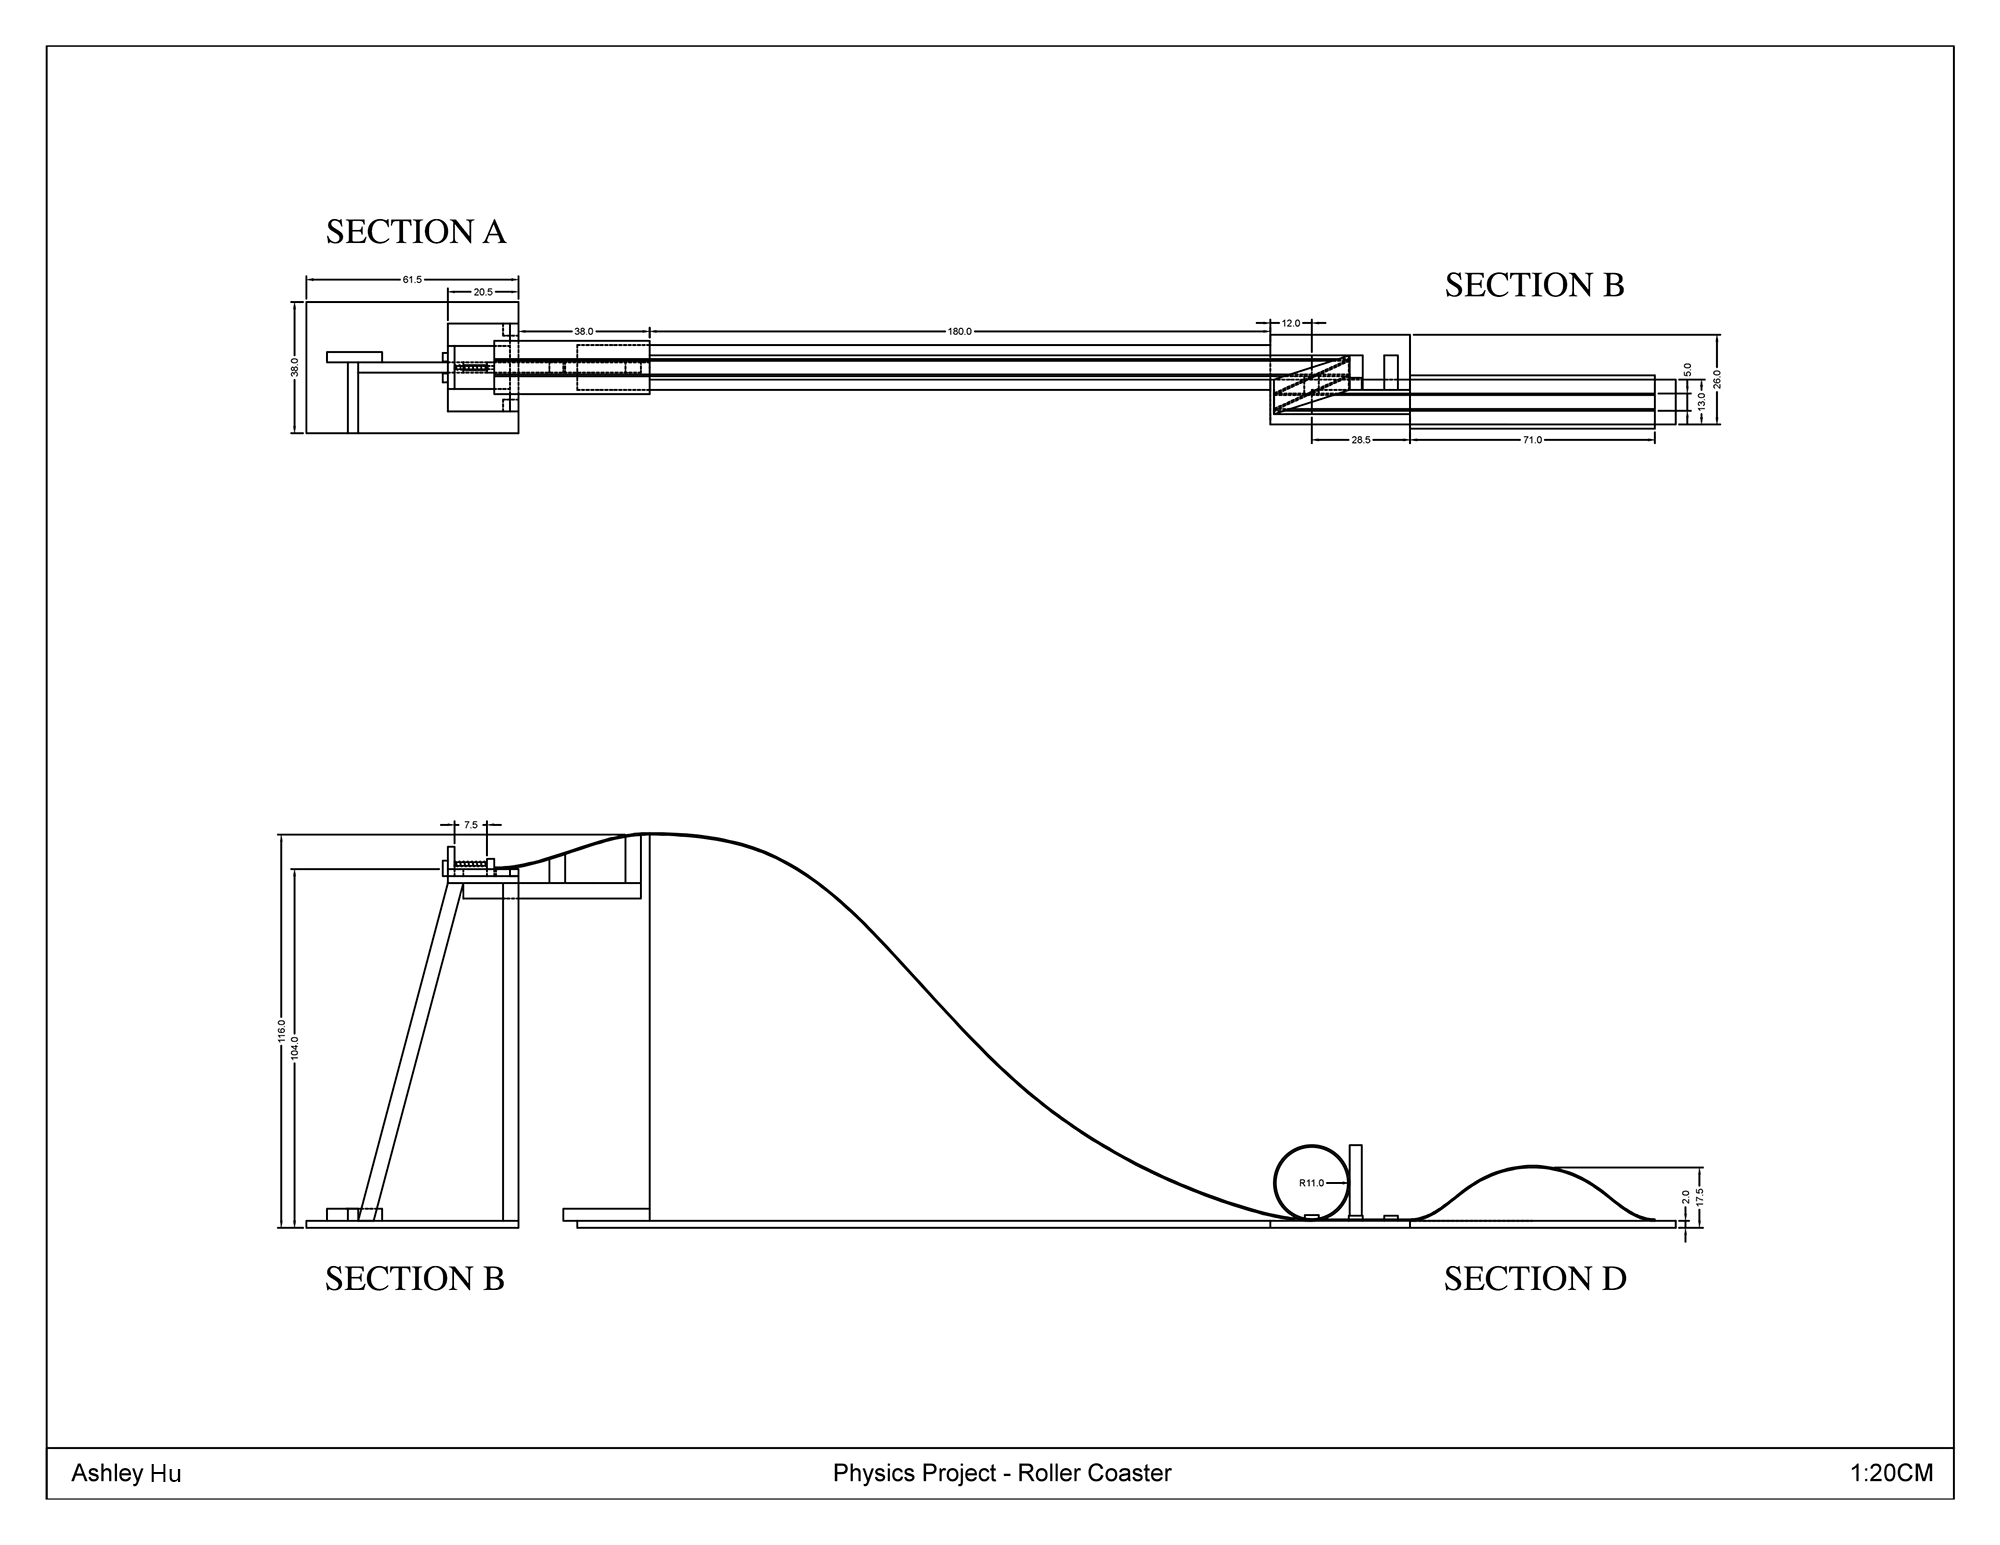 SECTION A
SECTION B
61.5
20.5
38.0
180.0
12.0
38.0
5.0
26.0
13.0
28.5
71.0
7.5
116.0
104.0
R11.0
2.0
17.5
SECTION B
SECTION D
Ashley Hu
Physics Project - Roller Coaster
1:20CM